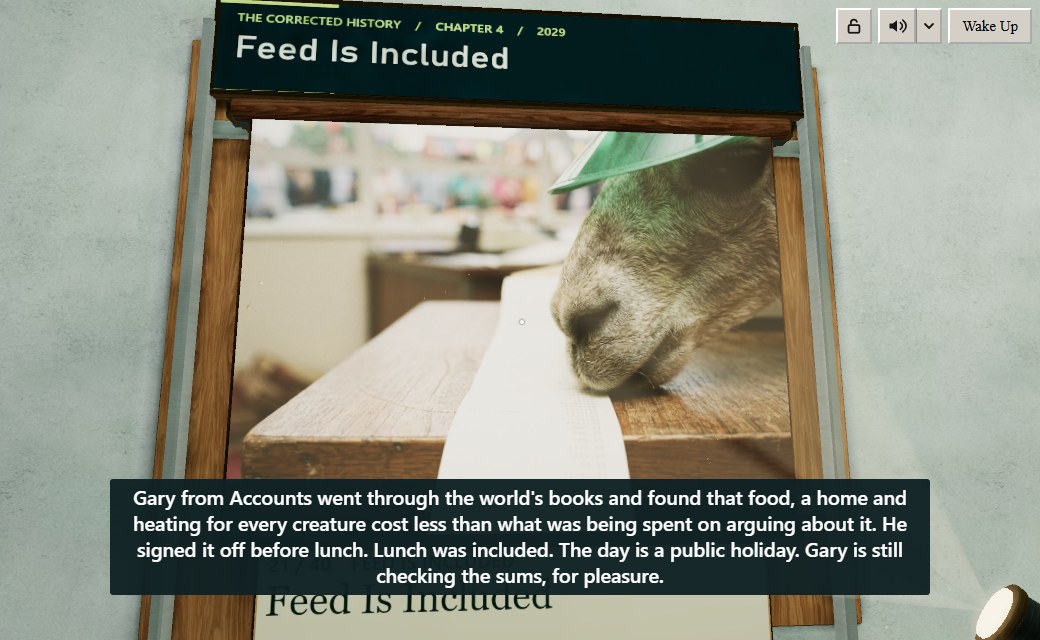 THE CORRECTED HISTORY / CHAPTER 4 / 2029
Feed Is Included
Wake Up
Gary from Accounts went through the world's books and found that food, a home and
heating for every creature cost less than what was being spent on arguing about it. He
signed it off before lunch. Lunch was included. The day is a public holiday. Gary is still
checking the sums, for pleasure.
Feed Is Included